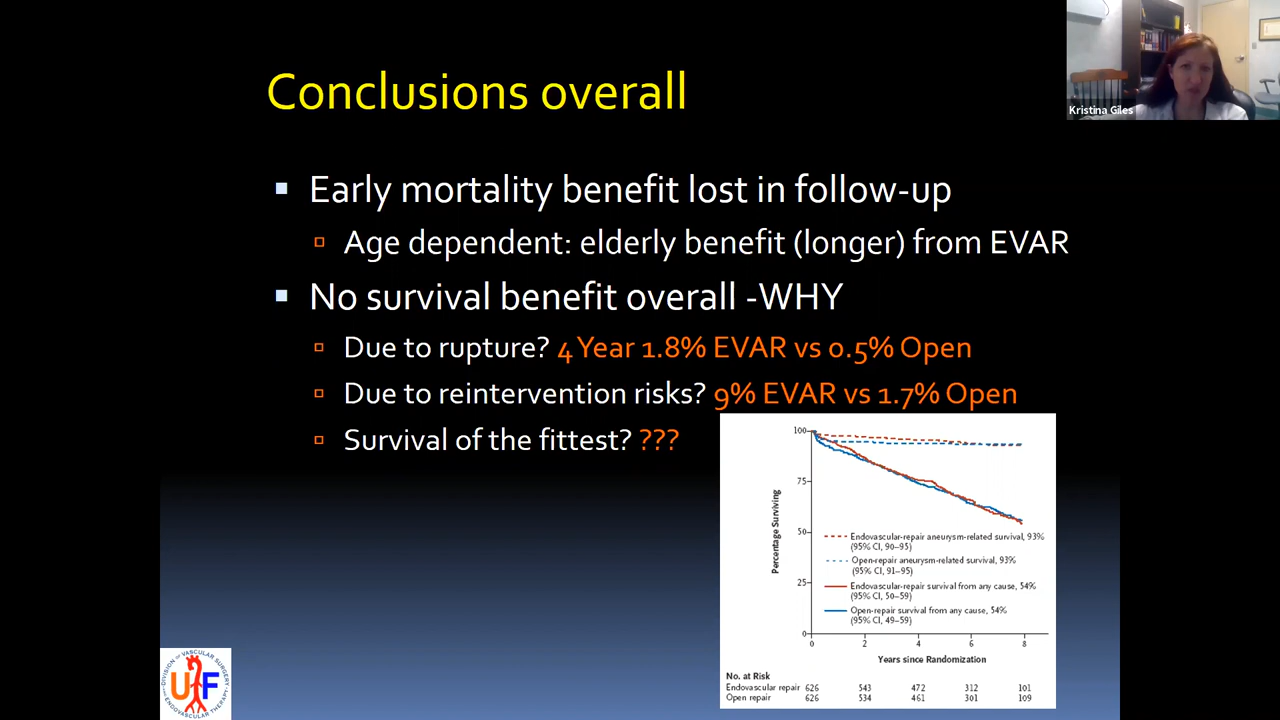 Conclusions overall
Kristina Giles
Early mortality benefit lost in follow-up
Age dependent: elderly benefit (longer) from EVAR
No survival benefit overall -WHY
Due to rupture? 4 Year 1.8% EVAR vs 0.5% Open
Due to reintervention risks? 9% EVAR vs 1.7% Open
Survival of the fittest? ???
100
75
50
25
0
Percentage Surviving
Endovascular-repair aneurysm-related survival, 93%
(95% CI, 90–95)
Open-repair aneurysm-related survival, 93%
(95% CI, 91–95)
Endovascular-repair survival from any cause, 54%
(95% CI, 50–59)
Open-repair survival from any cause, 54%
(95% CI, 49–59)
0 2 4 6 8
Years since Randomization
No. at Risk
Endovascular repair 626 543 472 312 101
Open repair 626 534 461 301 109
DIVISION OF VASCULAR SURGERY
UF
ENDOVASCULAR THERAPY